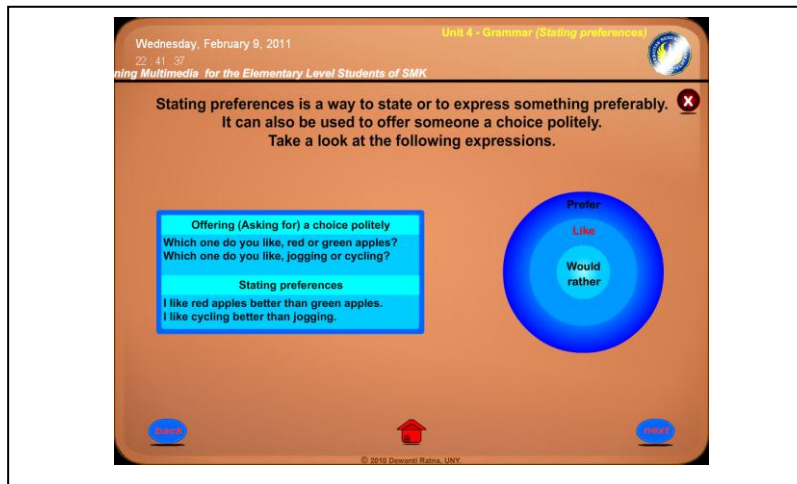 Wednesday, February 9, 2011
Unit 4 - Grammar (Stating preferences)
22 : 41 : 37
ning Multimedia for the Elementary Level Students of SMK
Stating preferences is a way to state or to express something preferably.
It can also be used to offer someone a choice politely.
Take a look at the following expressions.
X
Offering (Asking for) a choice politely
Which one do you like, red or green apples?
Which one do you like, jogging or cycling?
Stating preferences
I like red apples better than green apples.
I like cycling better than jogging.
Prefer
Like
Would
rather
back
next
© 2010 Dewanti Ratna, UNY.